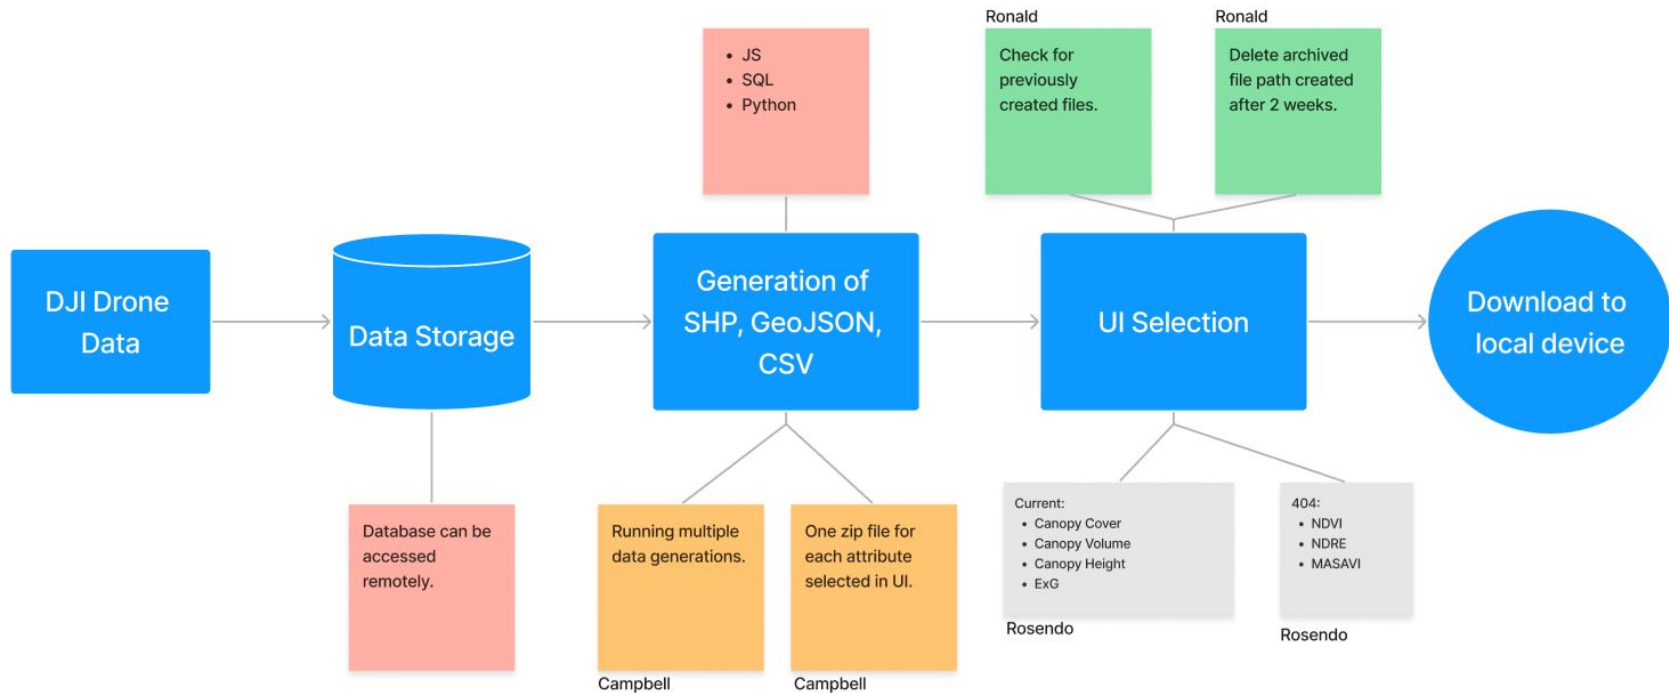 Ronald
Ronald
• JS
• SQL
• Python
Check for
previously
created files.
Delete archived
file path created
after 2 weeks.
DJI Drone
Data
Data Storage
Generation of
SHP, GeoJSON,
CSV
UI Selection
Download to
local device
Database can be
accessed
remotely.
Running multiple
data generations.
Campbell
One zip file for
each attribute
selected in UI.
Campbell
Current:
• Canopy Cover
• Canopy Volume
• Canopy Height
• ExG
Rosendo
404:
• NDVI
• NDRE
• MASAVI
Rosendo